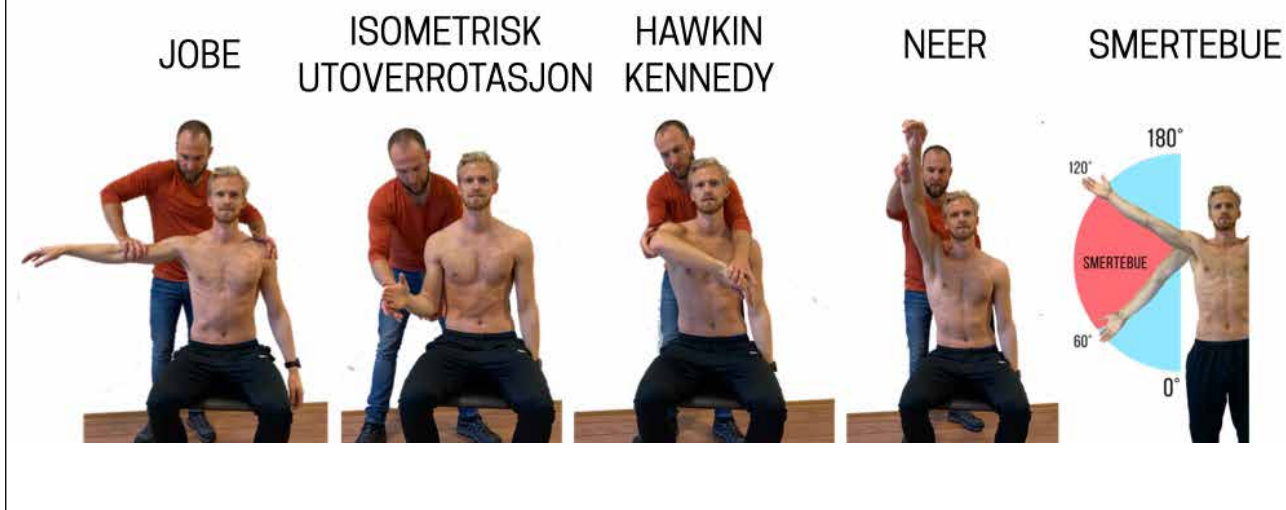 JOBE
ISOMETRISK
UTOVERROTASJON
HAWKIN
KENNEDY
NEER
SMERTEBUE
180°
120°
SMERTEBUE
60°
0°